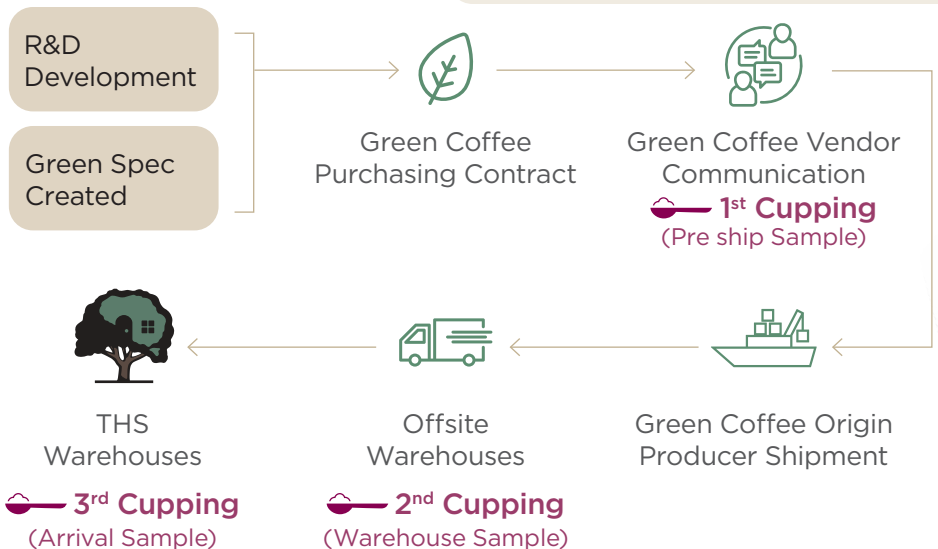 R&D
Development
Green Spec
Created
Green Coffee
Purchasing Contract
Green Coffee Vendor
Communication
1st Cupping
(Pre ship Sample)
THS
Warehouses
3rd Cupping
(Arrival Sample)
Offsite
Warehouses
2nd Cupping
(Warehouse Sample)
Green Coffee Origin
Producer Shipment